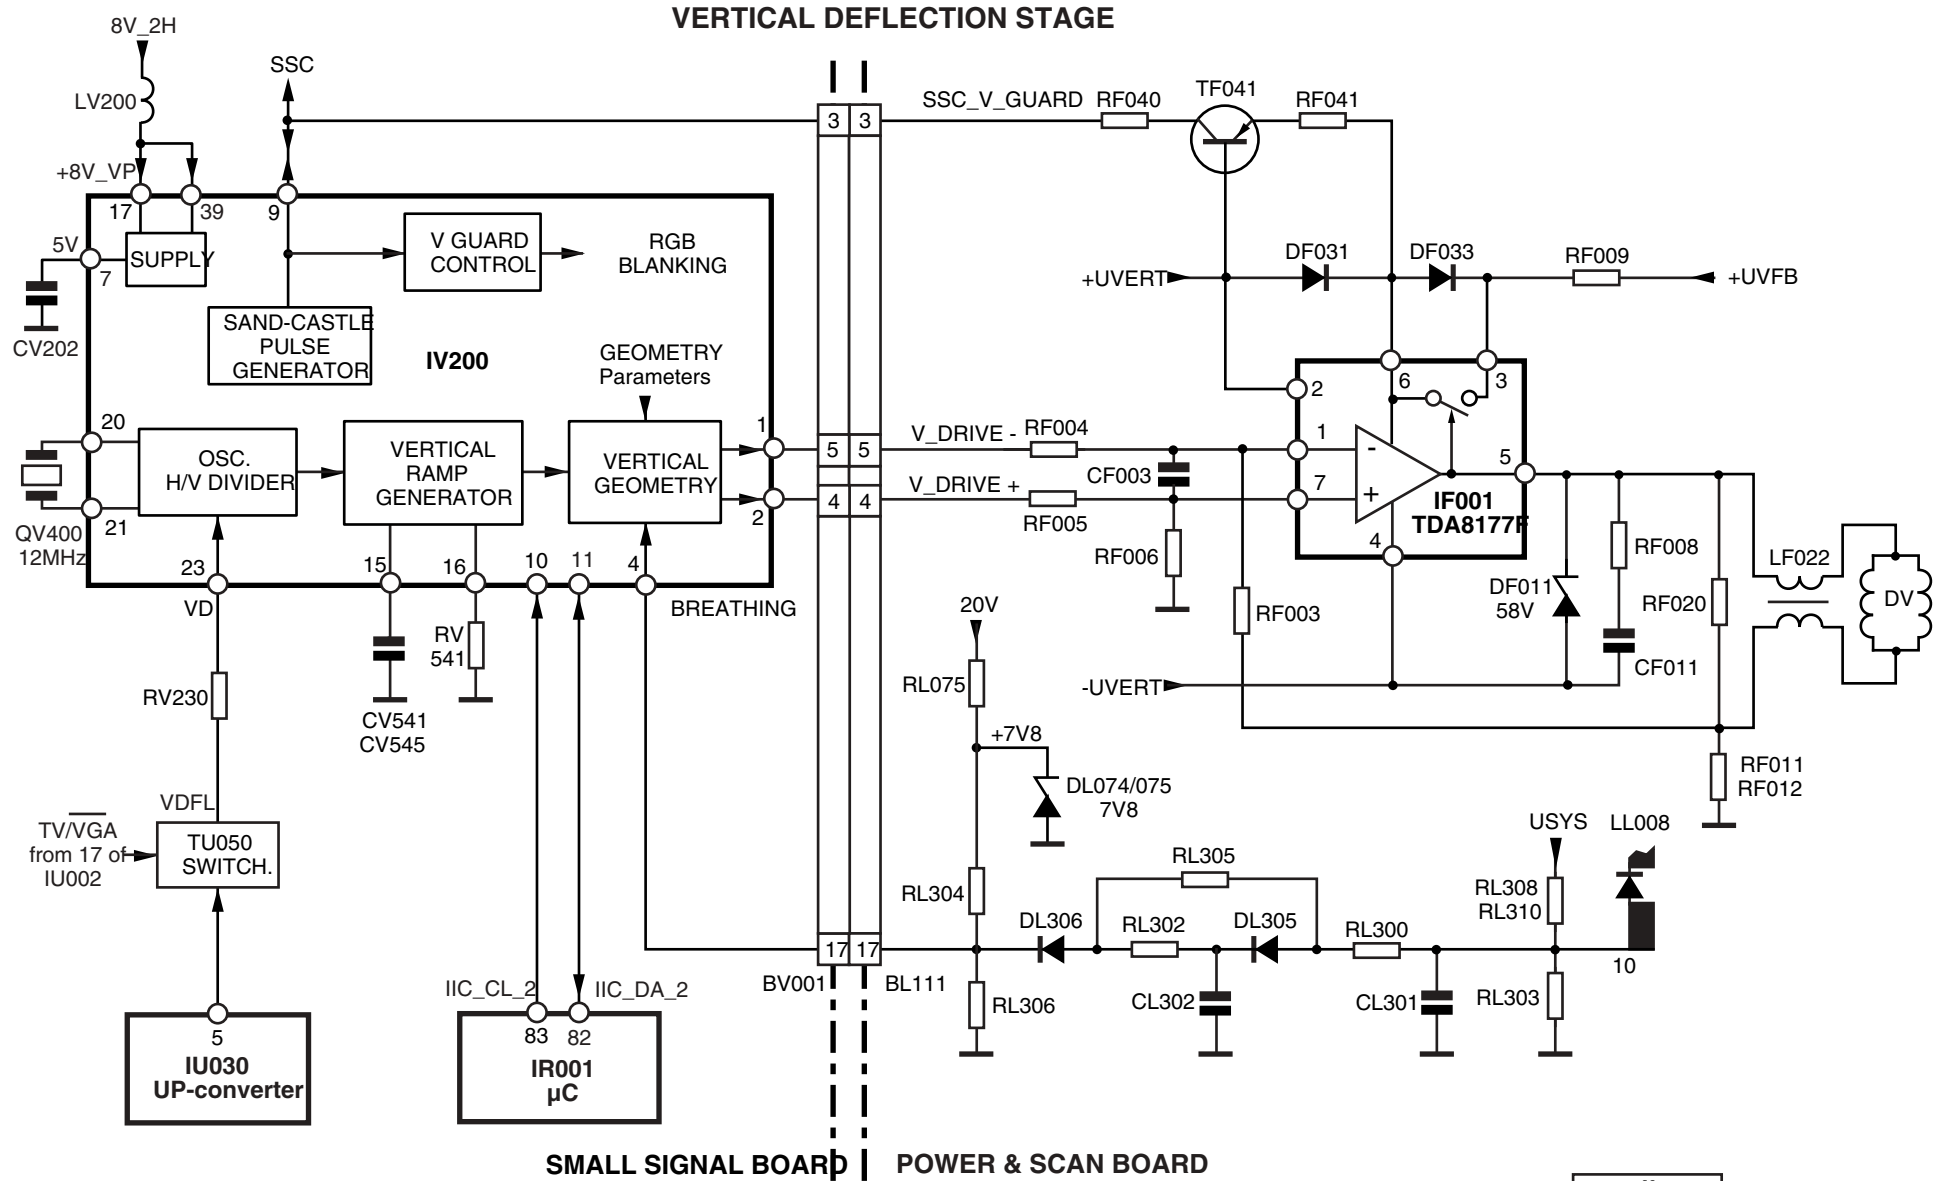 VERTICAL DEFLECTION STAGE
8V_2H
SSC
LV200
+8V_VP
17
39
9
5V
7
SUPPLY
CV202
V GUARD
CONTROL
RGB
BLANKING
SAND-CASTLE
PULSE
GENERATOR
IV200
GEOMETRY
Parameters
20
21
QV400
12MHz
OSC.
H/V DIVIDER
VERTICAL
RAMP
GENERATOR
VERTICAL
GEOMETRY
1
2
23
VD
15
16
10
11
4
BREATHING
RV
541
CV541
CV545
RV230
VDFL
TV/VGA
from 17 of
IU002
TU050
SWITCH.
5
IU030
UP-converter
IIC_CL_2
IIC_DA_2
83
82
IR001
µC
3
3
5
5
4
4
17
17
BV001
BL111
SSC_V_GUARD
RF040
TF041
RF041
+UVERT
DF031
DF033
RF009
+UVFB
2
6
3
V_DRIVE -
RF004
1
V_DRIVE +
RF005
CF003
7
RF006
-
+
5
IF001
TDA8177F
4
RF003
DF011
58V
RF008
CF011
RF020
LF022
DV
-UVERT
RF011
RF012
20V
RL075
+7V8
DL074/075
7V8
RL304
RL306
DL306
RL305
RL302
DL305
CL302
RL300
CL301
USYS
LL008
RL308
RL310
RL303
10
SMALL SIGNAL BOARD
POWER & SCAN BOARD